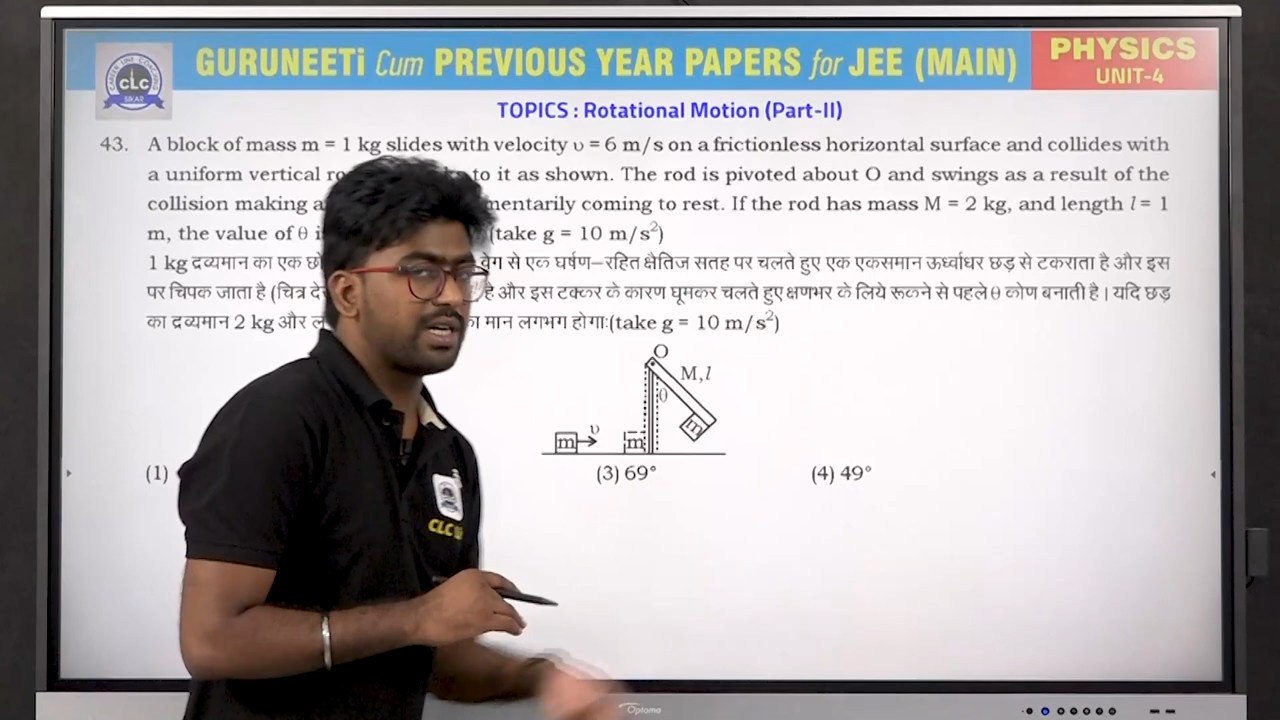 GURUNEETi Cum PREVIOUS YEAR PAPERS for JEE (MAIN)
PHYSICS
UNIT-4
CLC
SIKAR
TOPICS : Rotational Motion (Part-II)
43. A block of mass m = 1 kg slides with velocity υ = 6 m/s on a frictionless horizontal surface and collides with
a uniform vertical to it as shown. The rod is pivoted about O and swings as a result of the
collision making a coming to rest. If the rod has mass M = 2 kg, and length l = 1
m, the value of θ (take g = 10 m/s²)
1 kg द्रव्यमान का एक वेग से एक घर्षण–रहित क्षैतिज सतह पर चलते हुए एक एकसमान ऊर्ध्वाधर छड़ से टकराता है और इस
पर चिपक जाता है (चित्र है और इस टक्कर के कारण घूमकर चलते हुए क्षणभर के लिये रूकने से पहले θ कोण बनाती है। यदि छड़
का द्रव्यमान 2 kg और मान लगभग होगाः(take g = 10 m/s²)
O
M, l
θ
m
υ
m
m
(1) (3) 69° (4) 49°
CLC
Optoma